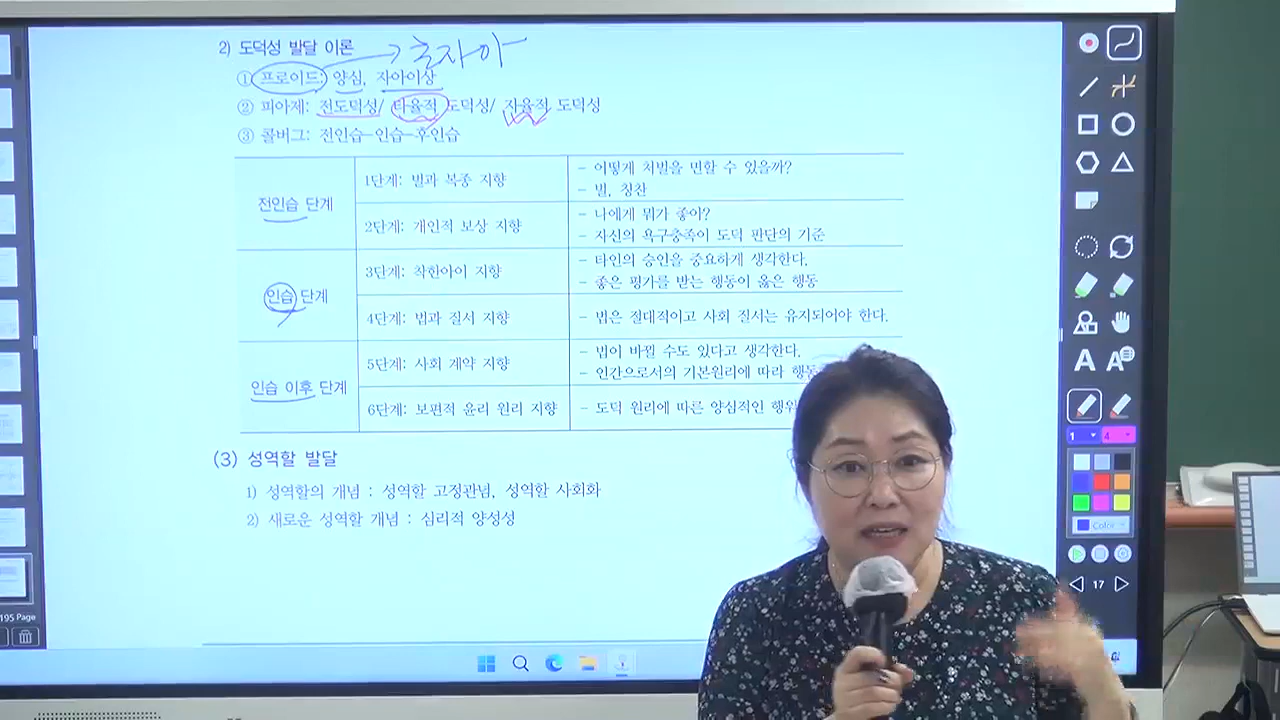 2) 도덕성 발달 이론
초자아
① 프로이드: 양심, 자아이상
② 피아제: 전도덕성/ 타율적 도덕성/ 자율적 도덕성
③ 콜버그: 전인습-인습-후인습
전인습 단계
1단계: 벌과 복종 지향
- 어떻게 처벌을 면할 수 있을까?
- 벌, 칭찬
2단계: 개인적 보상 지향
- 나에게 뭐가 좋아?
- 자신의 욕구충족이 도덕 판단의 기준
인습 단계
3단계: 착한아이 지향
- 타인의 승인을 중요하게 생각한다.
- 좋은 평가를 받는 행동이 옳은 행동
4단계: 법과 질서 지향
- 법은 절대적이고 사회 질서는 유지되어야 한다.
인습 이후 단계
5단계: 사회 계약 지향
- 법이 바뀔 수도 있다고 생각한다.
- 인간으로서의 기본원리에 따라
6단계: 보편적 윤리 원리 지향
- 도덕 원리에 따른 양심적인 행위
(3) 성역할 발달
1) 성역할의 개념 : 성역할 고정관념, 성역할 사회화
2) 새로운 성역할 개념 : 심리적 양성성
195 Page
A
A
1
4
Color
17